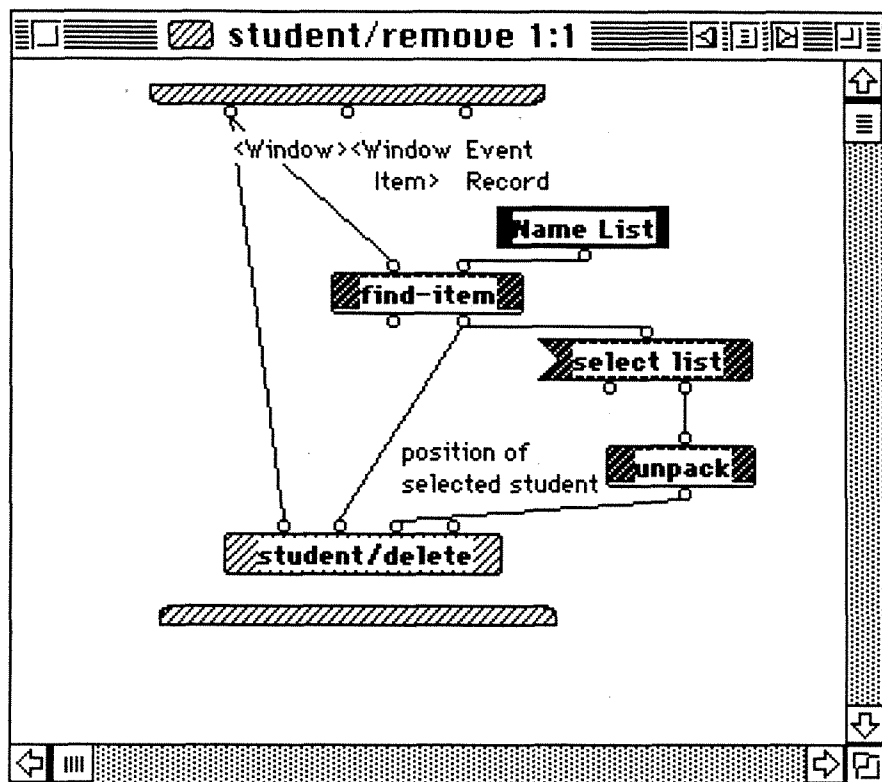 student/remove 1:1
<Window><Window Event
Item> Record
Name List
find-item
select list
unpack
position of
selected student
student/delete